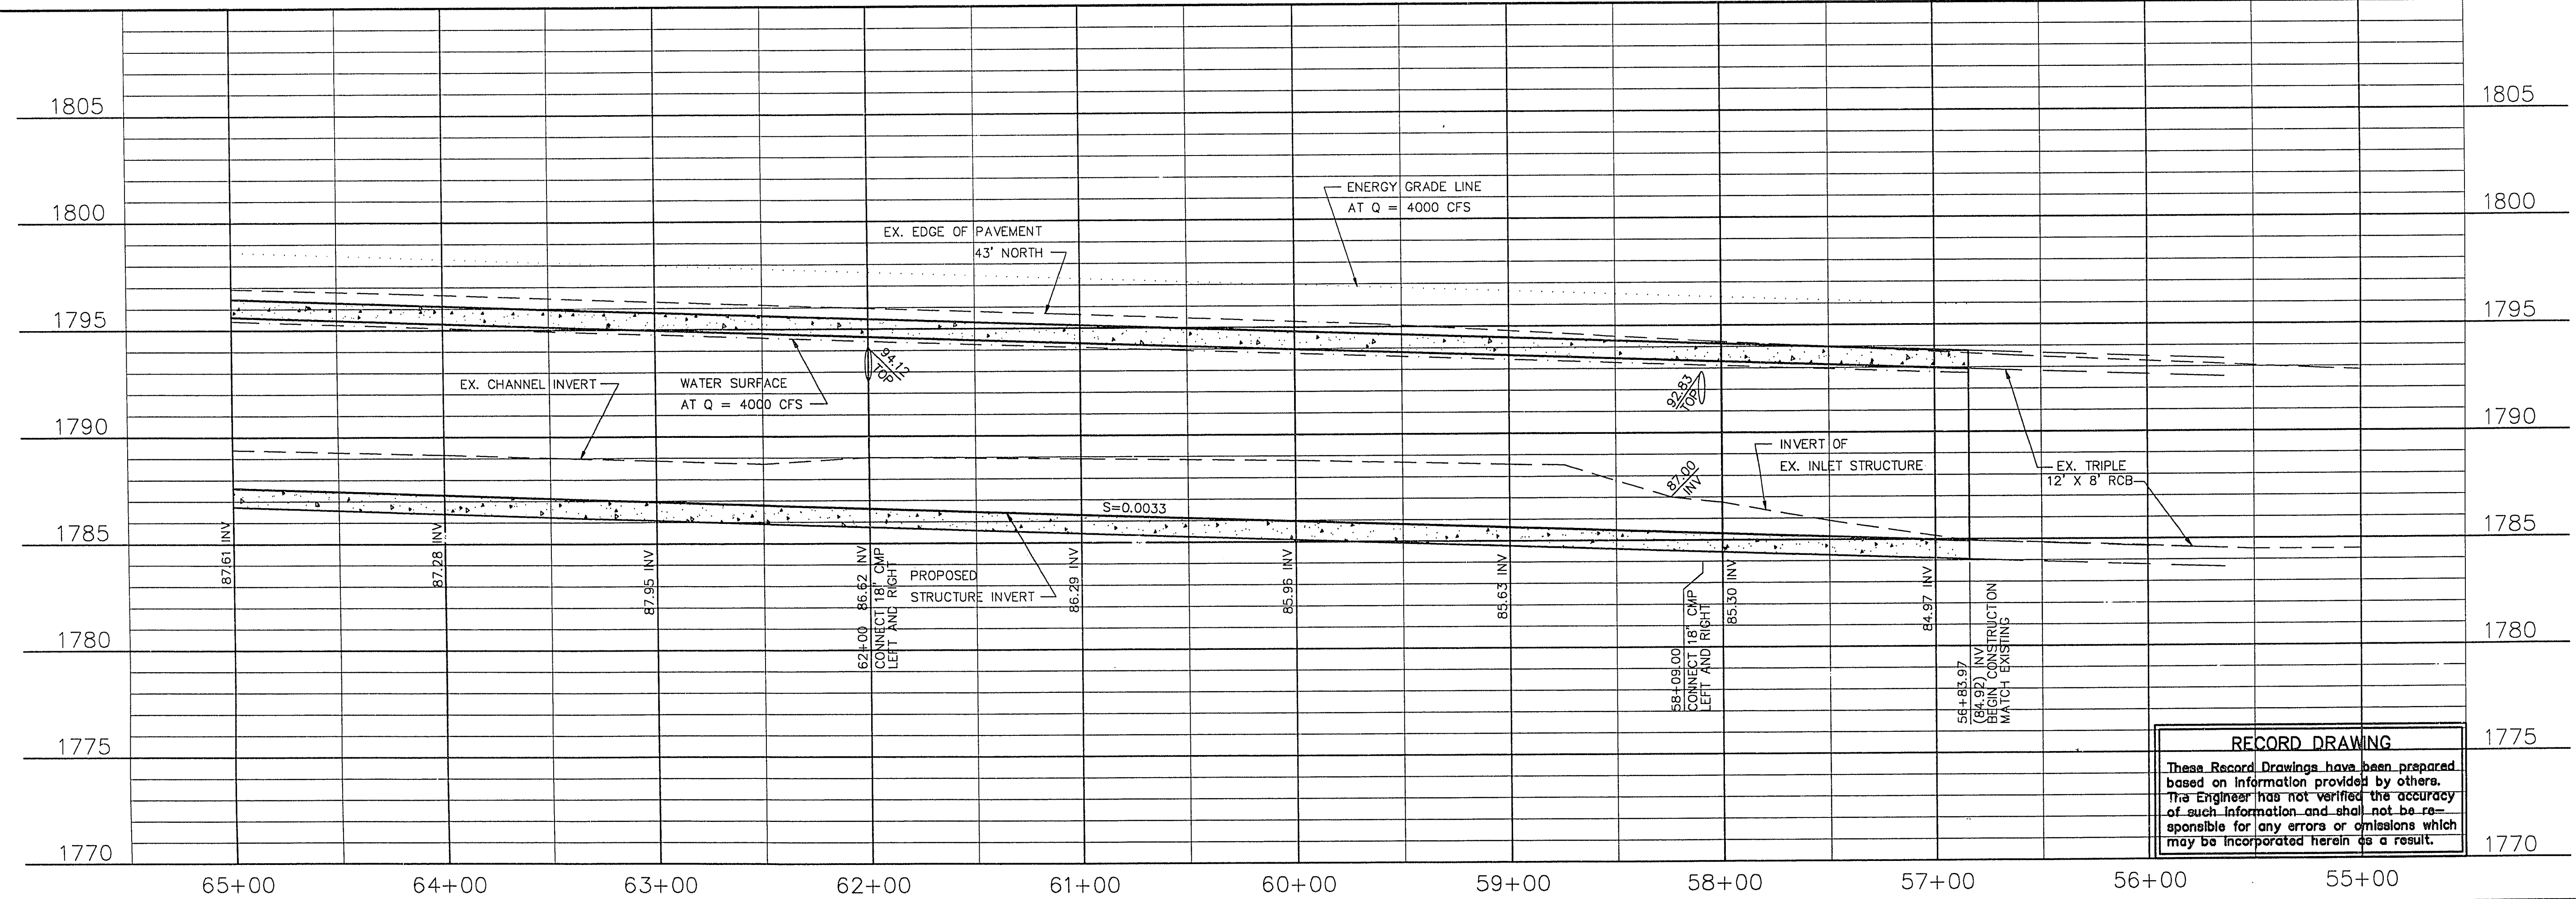 1805
1805
1800
1800
1795
1795
1790
1790
1785
1785
1780
1780
1775
1775
1770
1770
ENERGY GRADE LINE
AT Q = 4000 CFS
EX. EDGE OF PAVEMENT
43' NORTH
EX. CHANNEL INVERT
WATER SURFACE
AT Q = 4000 CFS
94.12
TOP
92.83
TOP
87.00
INV
INVERT OF
EX. INLET STRUCTURE
EX. TRIPLE
12' X 8' RCB
S=0.0033
PROPOSED
STRUCTURE INVERT
87.61 INV
87.28 INV
87.95 INV
62+00 86.62 INV
CONNECT 18" CMP
LEFT AND RIGHT
86.29 INV
85.96 INV
85.63 INV
58+09.00
CONNECT 18" CMP
LEFT AND RIGHT
85.30 INV
84.97 INV
56+83.97
(84.92) INV
BEGIN CONSTRUCTION
MATCH EXISTING
RECORD DRAWING
These Record Drawings have been prepared
based on information provided by others.
The Engineer has not verified the accuracy
of such information and shall not be re-
sponsible for any errors or omissions which
may be incorporated herein as a result.
65+00
64+00
63+00
62+00
61+00
60+00
59+00
58+00
57+00
56+00
55+00